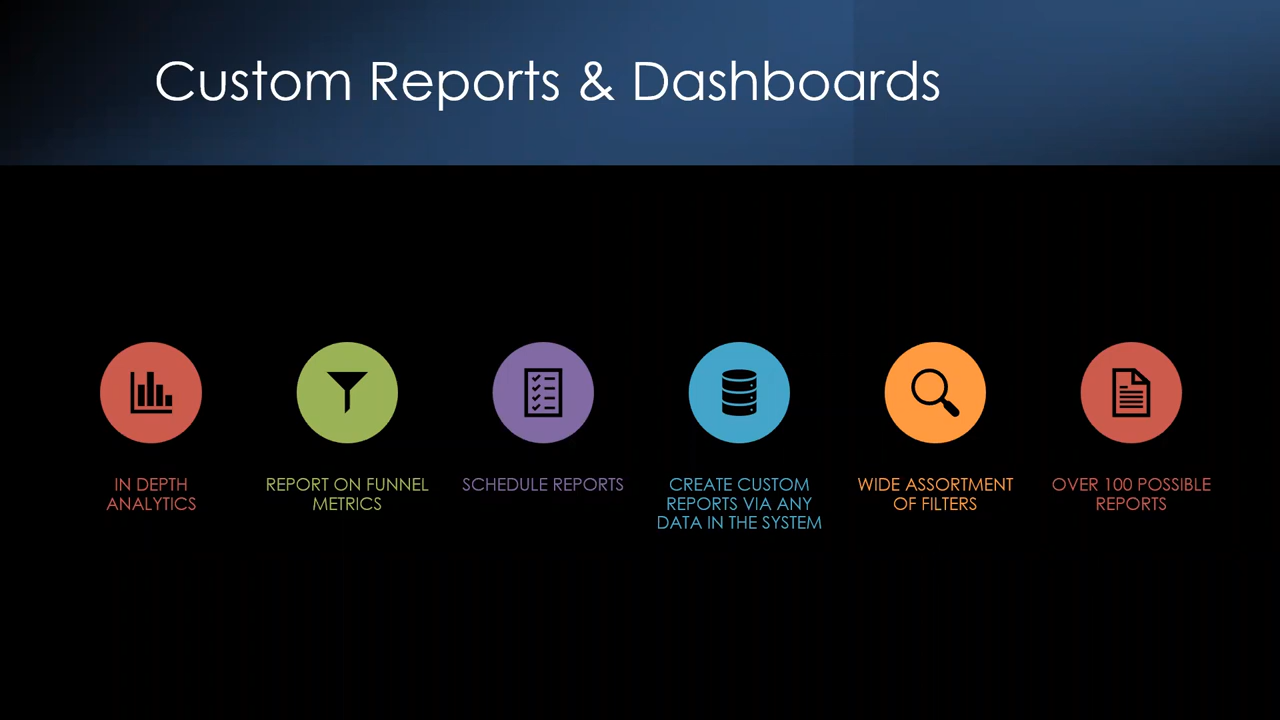 Custom Reports & Dashboards
IN DEPTH
ANALYTICS
REPORT ON FUNNEL
METRICS
SCHEDULE REPORTS
CREATE CUSTOM
REPORTS VIA ANY
DATA IN THE SYSTEM
WIDE ASSORTMENT
OF FILTERS
OVER 100 POSSIBLE
REPORTS